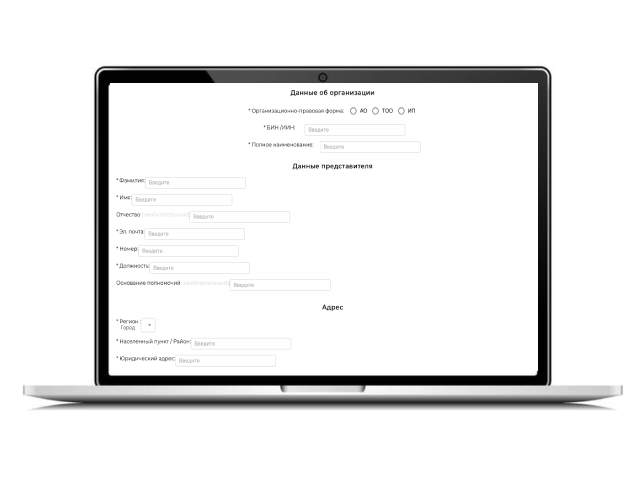 Данные об организации
* Организационно-правовая форма: АО ТОО ИП
* БИН /ИИН: Введите
* Полное наименование: Введите
Данные представителя
* Фамилия: Введите
* Имя: Введите
Отчество (необязательный) Введите
* Эл. почта: Введите
* Номер: Введите
* Должность: Введите
Основание полномочий (необязательный) Введите
Адрес
* Регион :
Город
* Населенный пункт / Район: Введите
* Юридический адрес: Введите